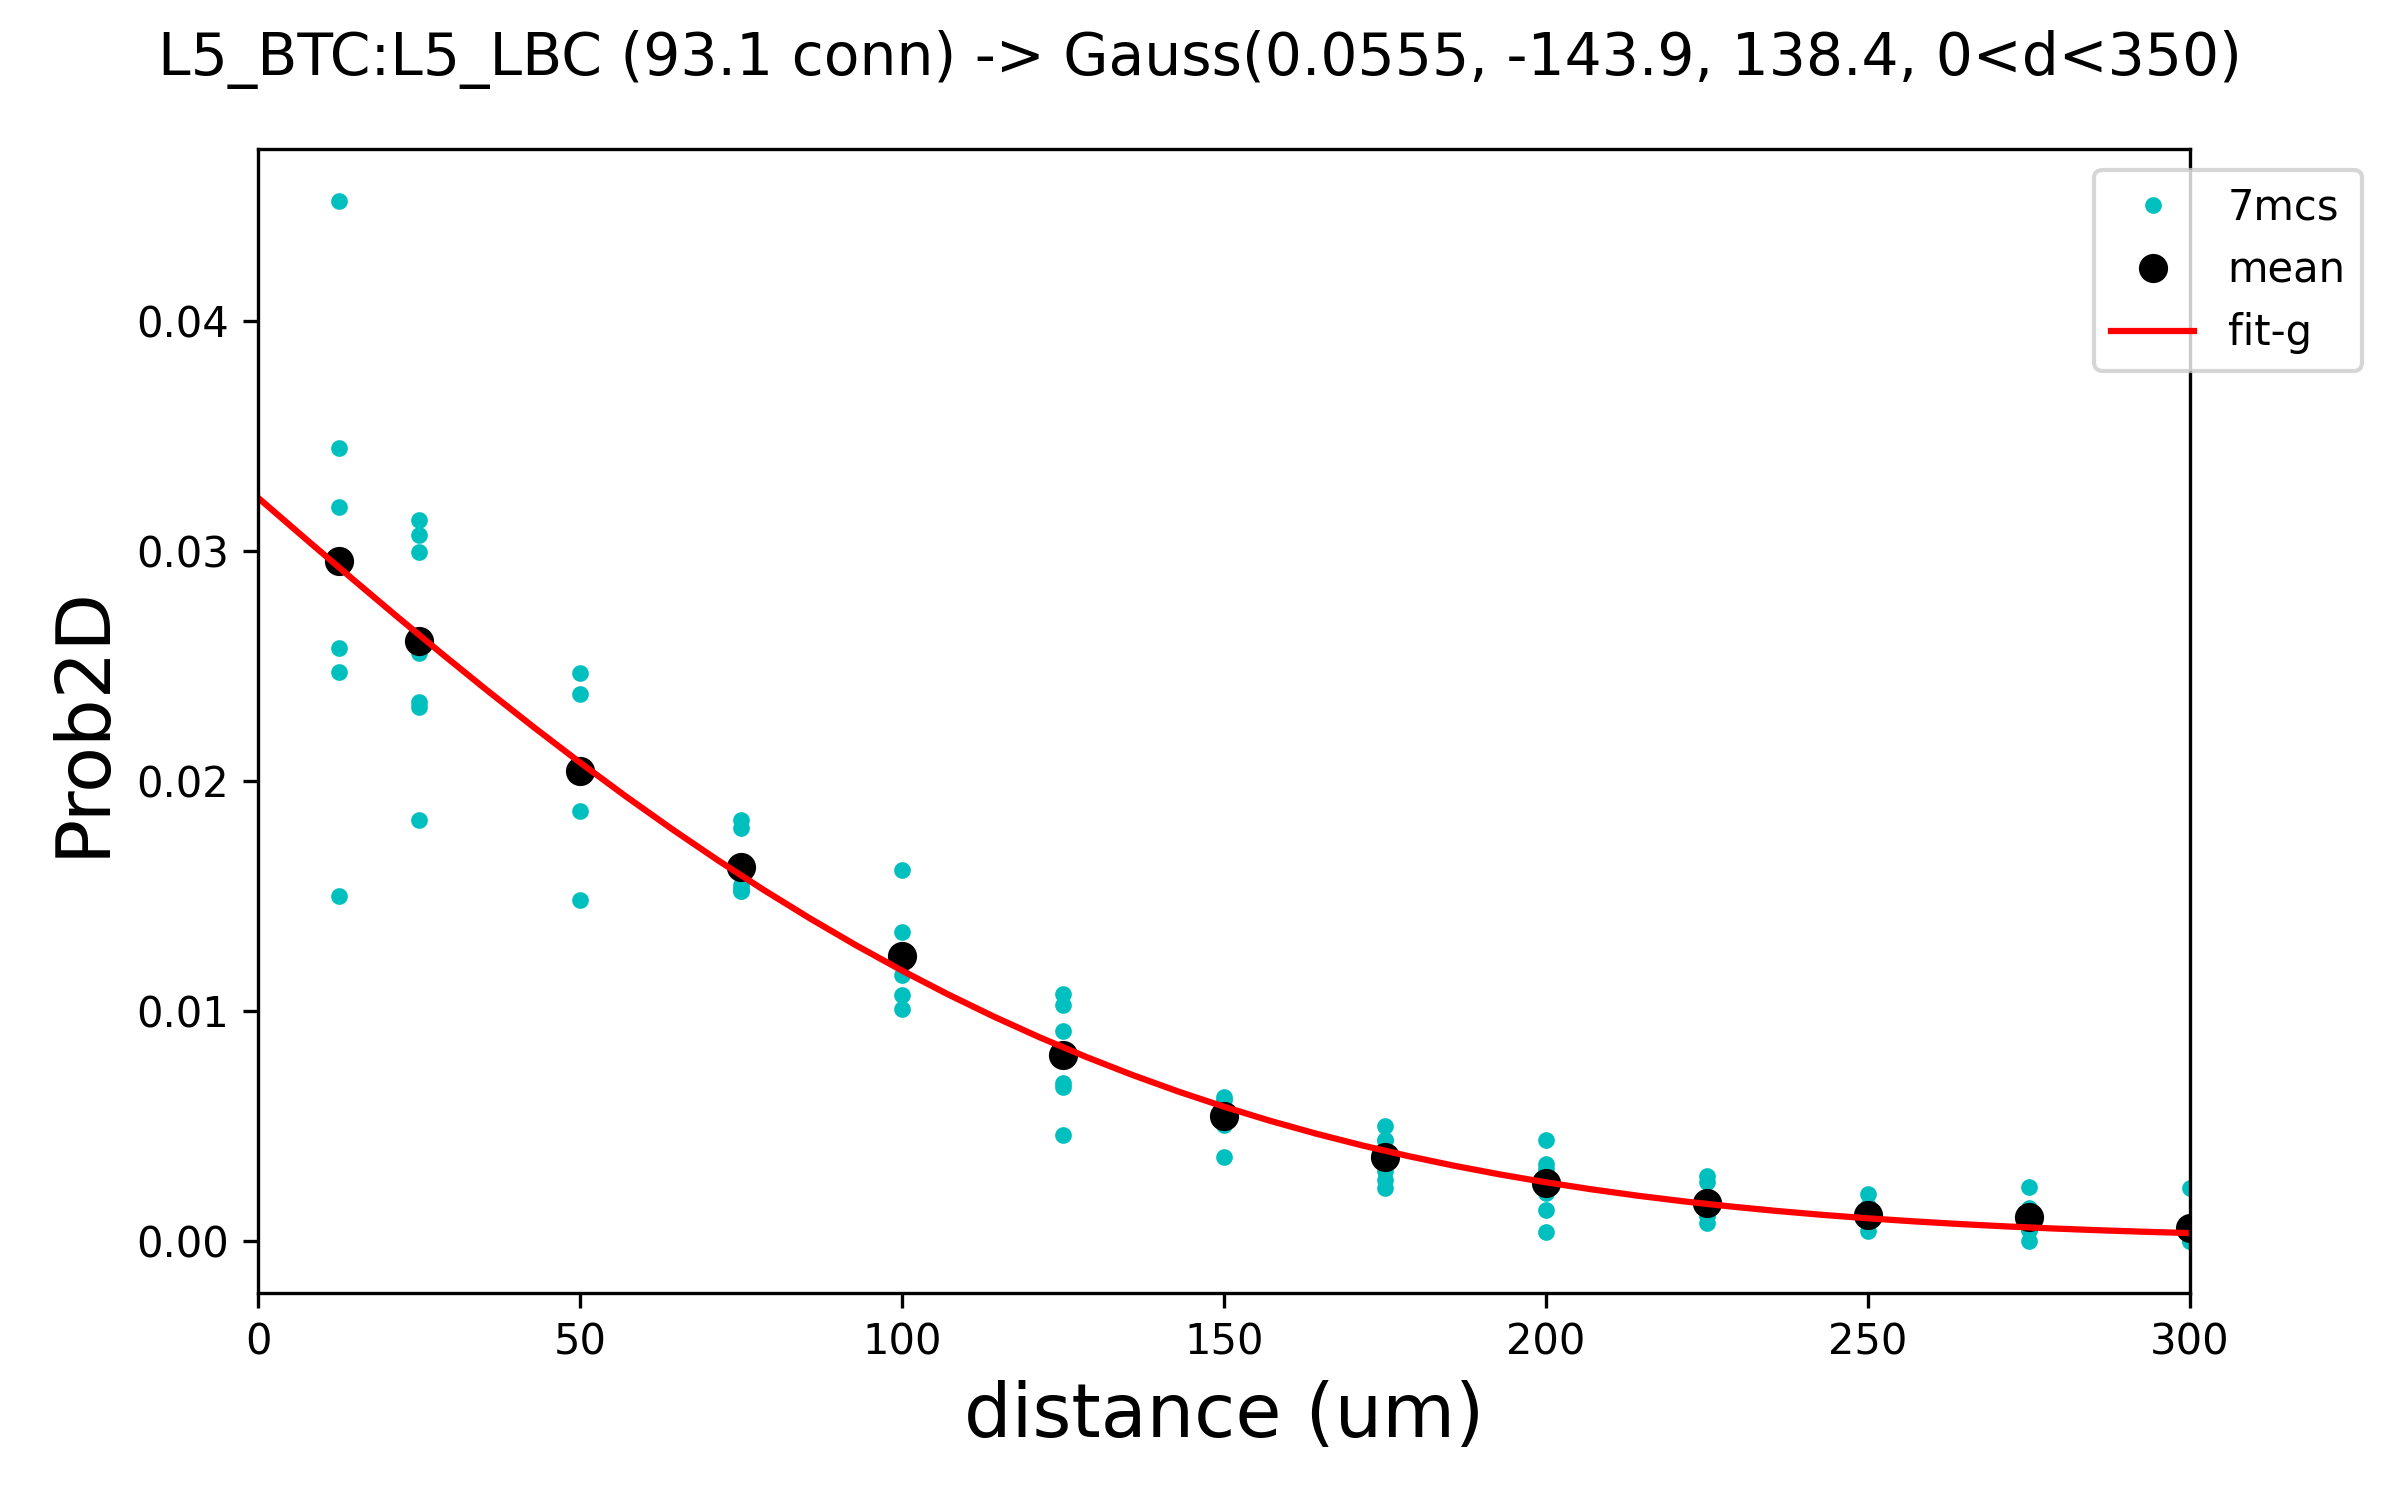 L5_BTC:L5_LBC (93.1 conn) -> Gauss(0.0555, -143.9, 138.4, 0<d<350)
7mcs
mean
fit-g
Prob2D
0.04
0.03
0.02
0.01
0.00
0 50 100 150 200 250 300
distance (um)